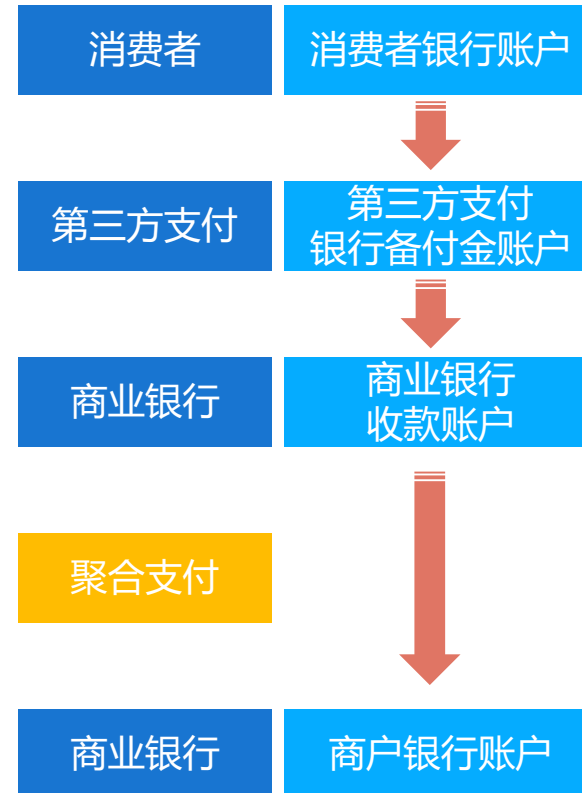 消费者
消费者银行账户
第三方支付
第三方支付
银行备付金账户
商业银行
商业银行
收款账户
聚合支付
商业银行
商户银行账户